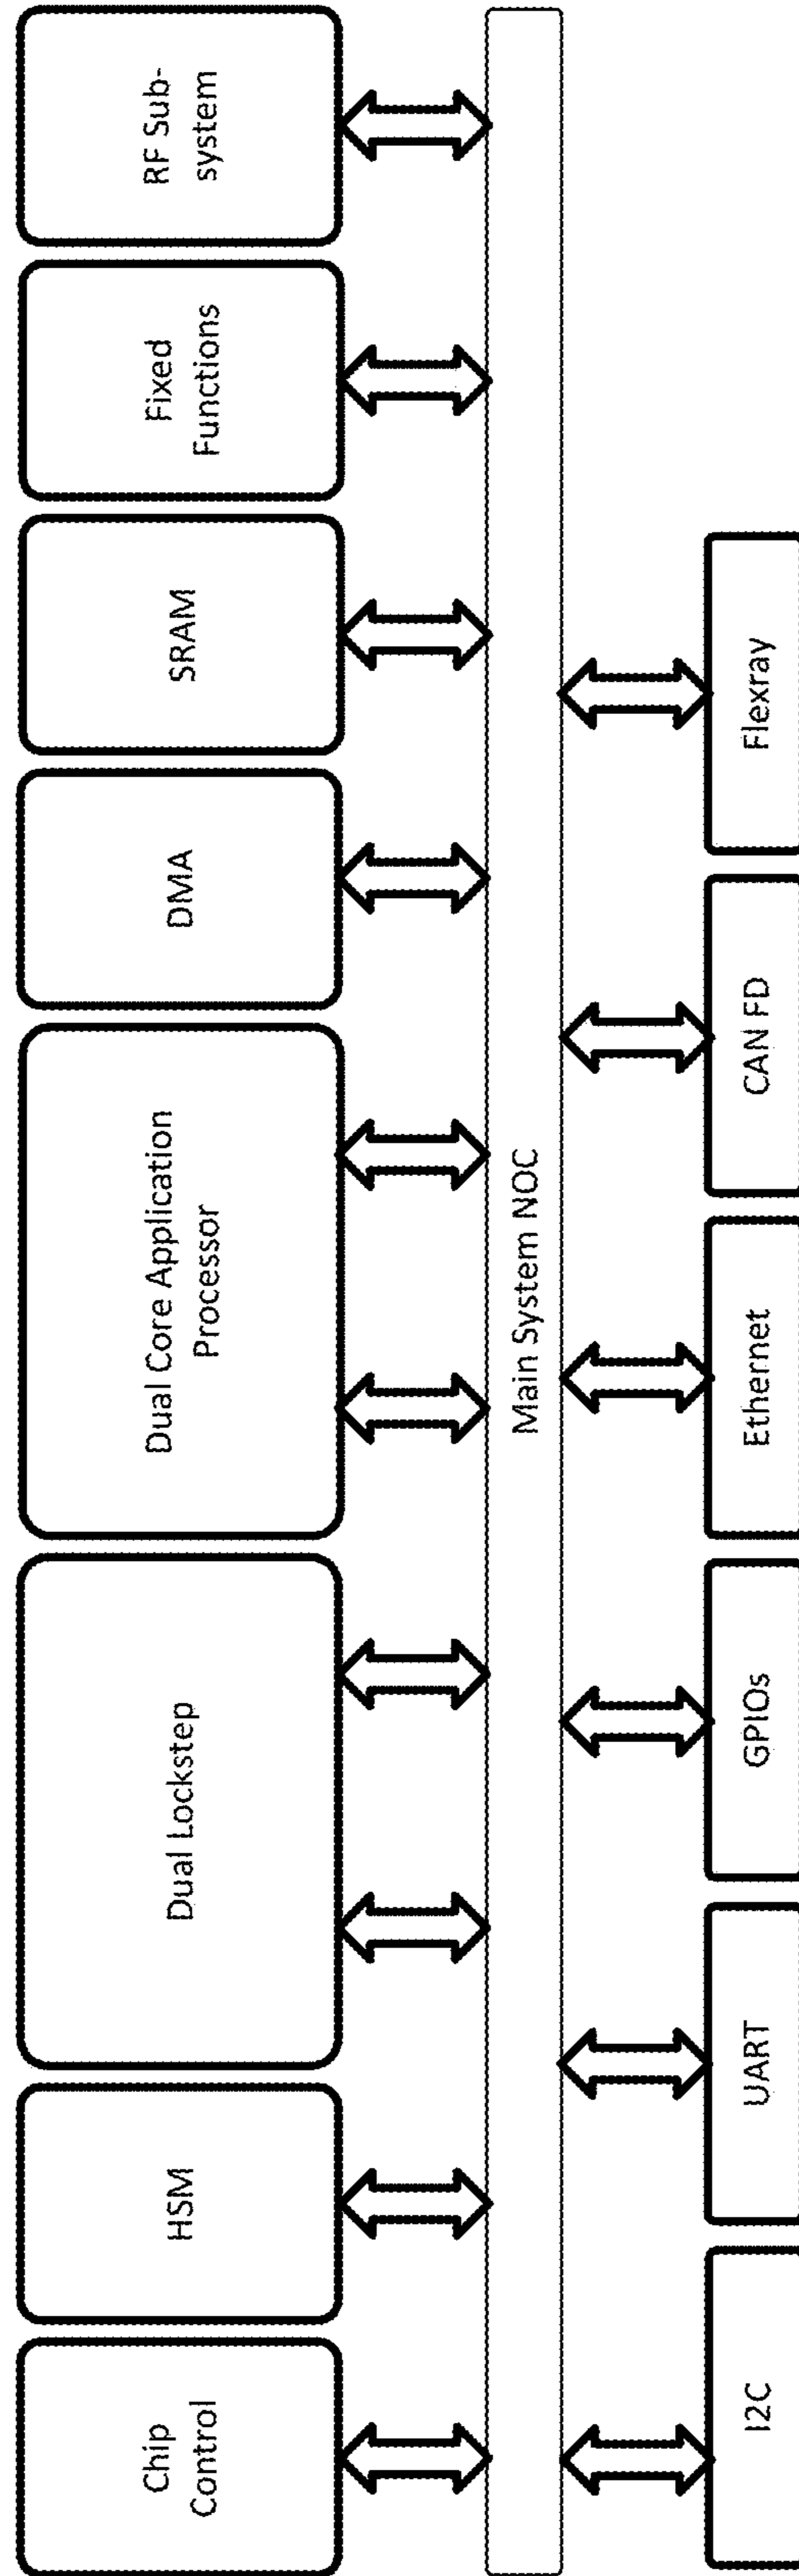 Chip
Control
HSM
Dual Lockstep
Dual Core Application
Processor
DMA
SRAM
Fixed
Functions
RF Sub-
system
Main System NOC
I2C
UART
GPIOs
Ethernet
CAN FD
Flexray